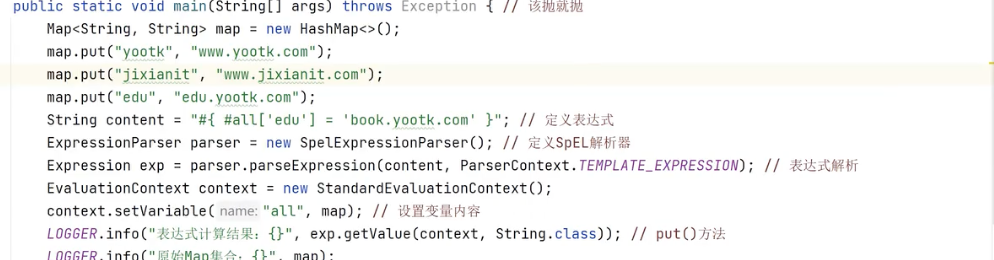 public static void main(String[] args) throws Exception { // 该抛就抛
Map<String, String> map = new HashMap<>();
map.put("yootk", "www.yootk.com");
map.put("jixianit", "www.jixianit.com");
map.put("edu", "edu.yootk.com");
String content = "#{ #all['edu'] = 'book.yootk.com' }"; // 定义表达式
ExpressionParser parser = new SpelExpressionParser(); // 定义SpEL解析器
Expression exp = parser.parseExpression(content, ParserContext.TEMPLATE_EXPRESSION); // 表达式解析
EvaluationContext context = new StandardEvaluationContext();
context.setVariable( name: "all", map); // 设置变量内容
LOGGER.info("表达式计算结果：{}", exp.getValue(context, String.class)); // put()方法
LOGGER.info("原始Map集合：{}", map);